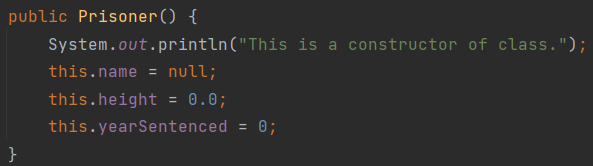 public Prisoner() {
    System.out.println("This is a constructor of class.");
    this.name = null;
    this.height = 0.0;
    this.yearSentenced = 0;
}